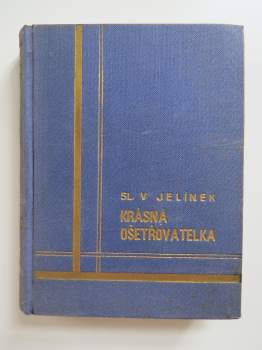 SL. V JELÍNEK
KRÁSNÁ
OŠETŘOVATELKA